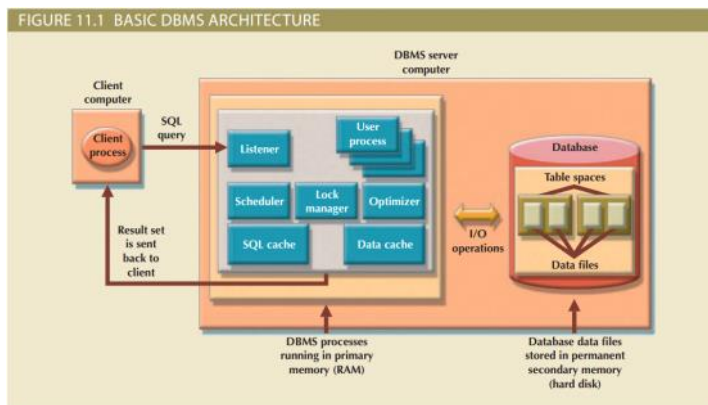 FIGURE 11.1 BASIC DBMS ARCHITECTURE
DBMS server
computer
Client
computer
SQL
query
Client
process
Listener
User
process
Scheduler
Lock
manager
Optimizer
SQL cache
Data cache
Result set
is sent
back to
client
I/O
operations
Database
Table spaces
Data files
DBMS processes
running in primary
memory (RAM)
Database data files
stored in permanent
secondary memory
(hard disk)